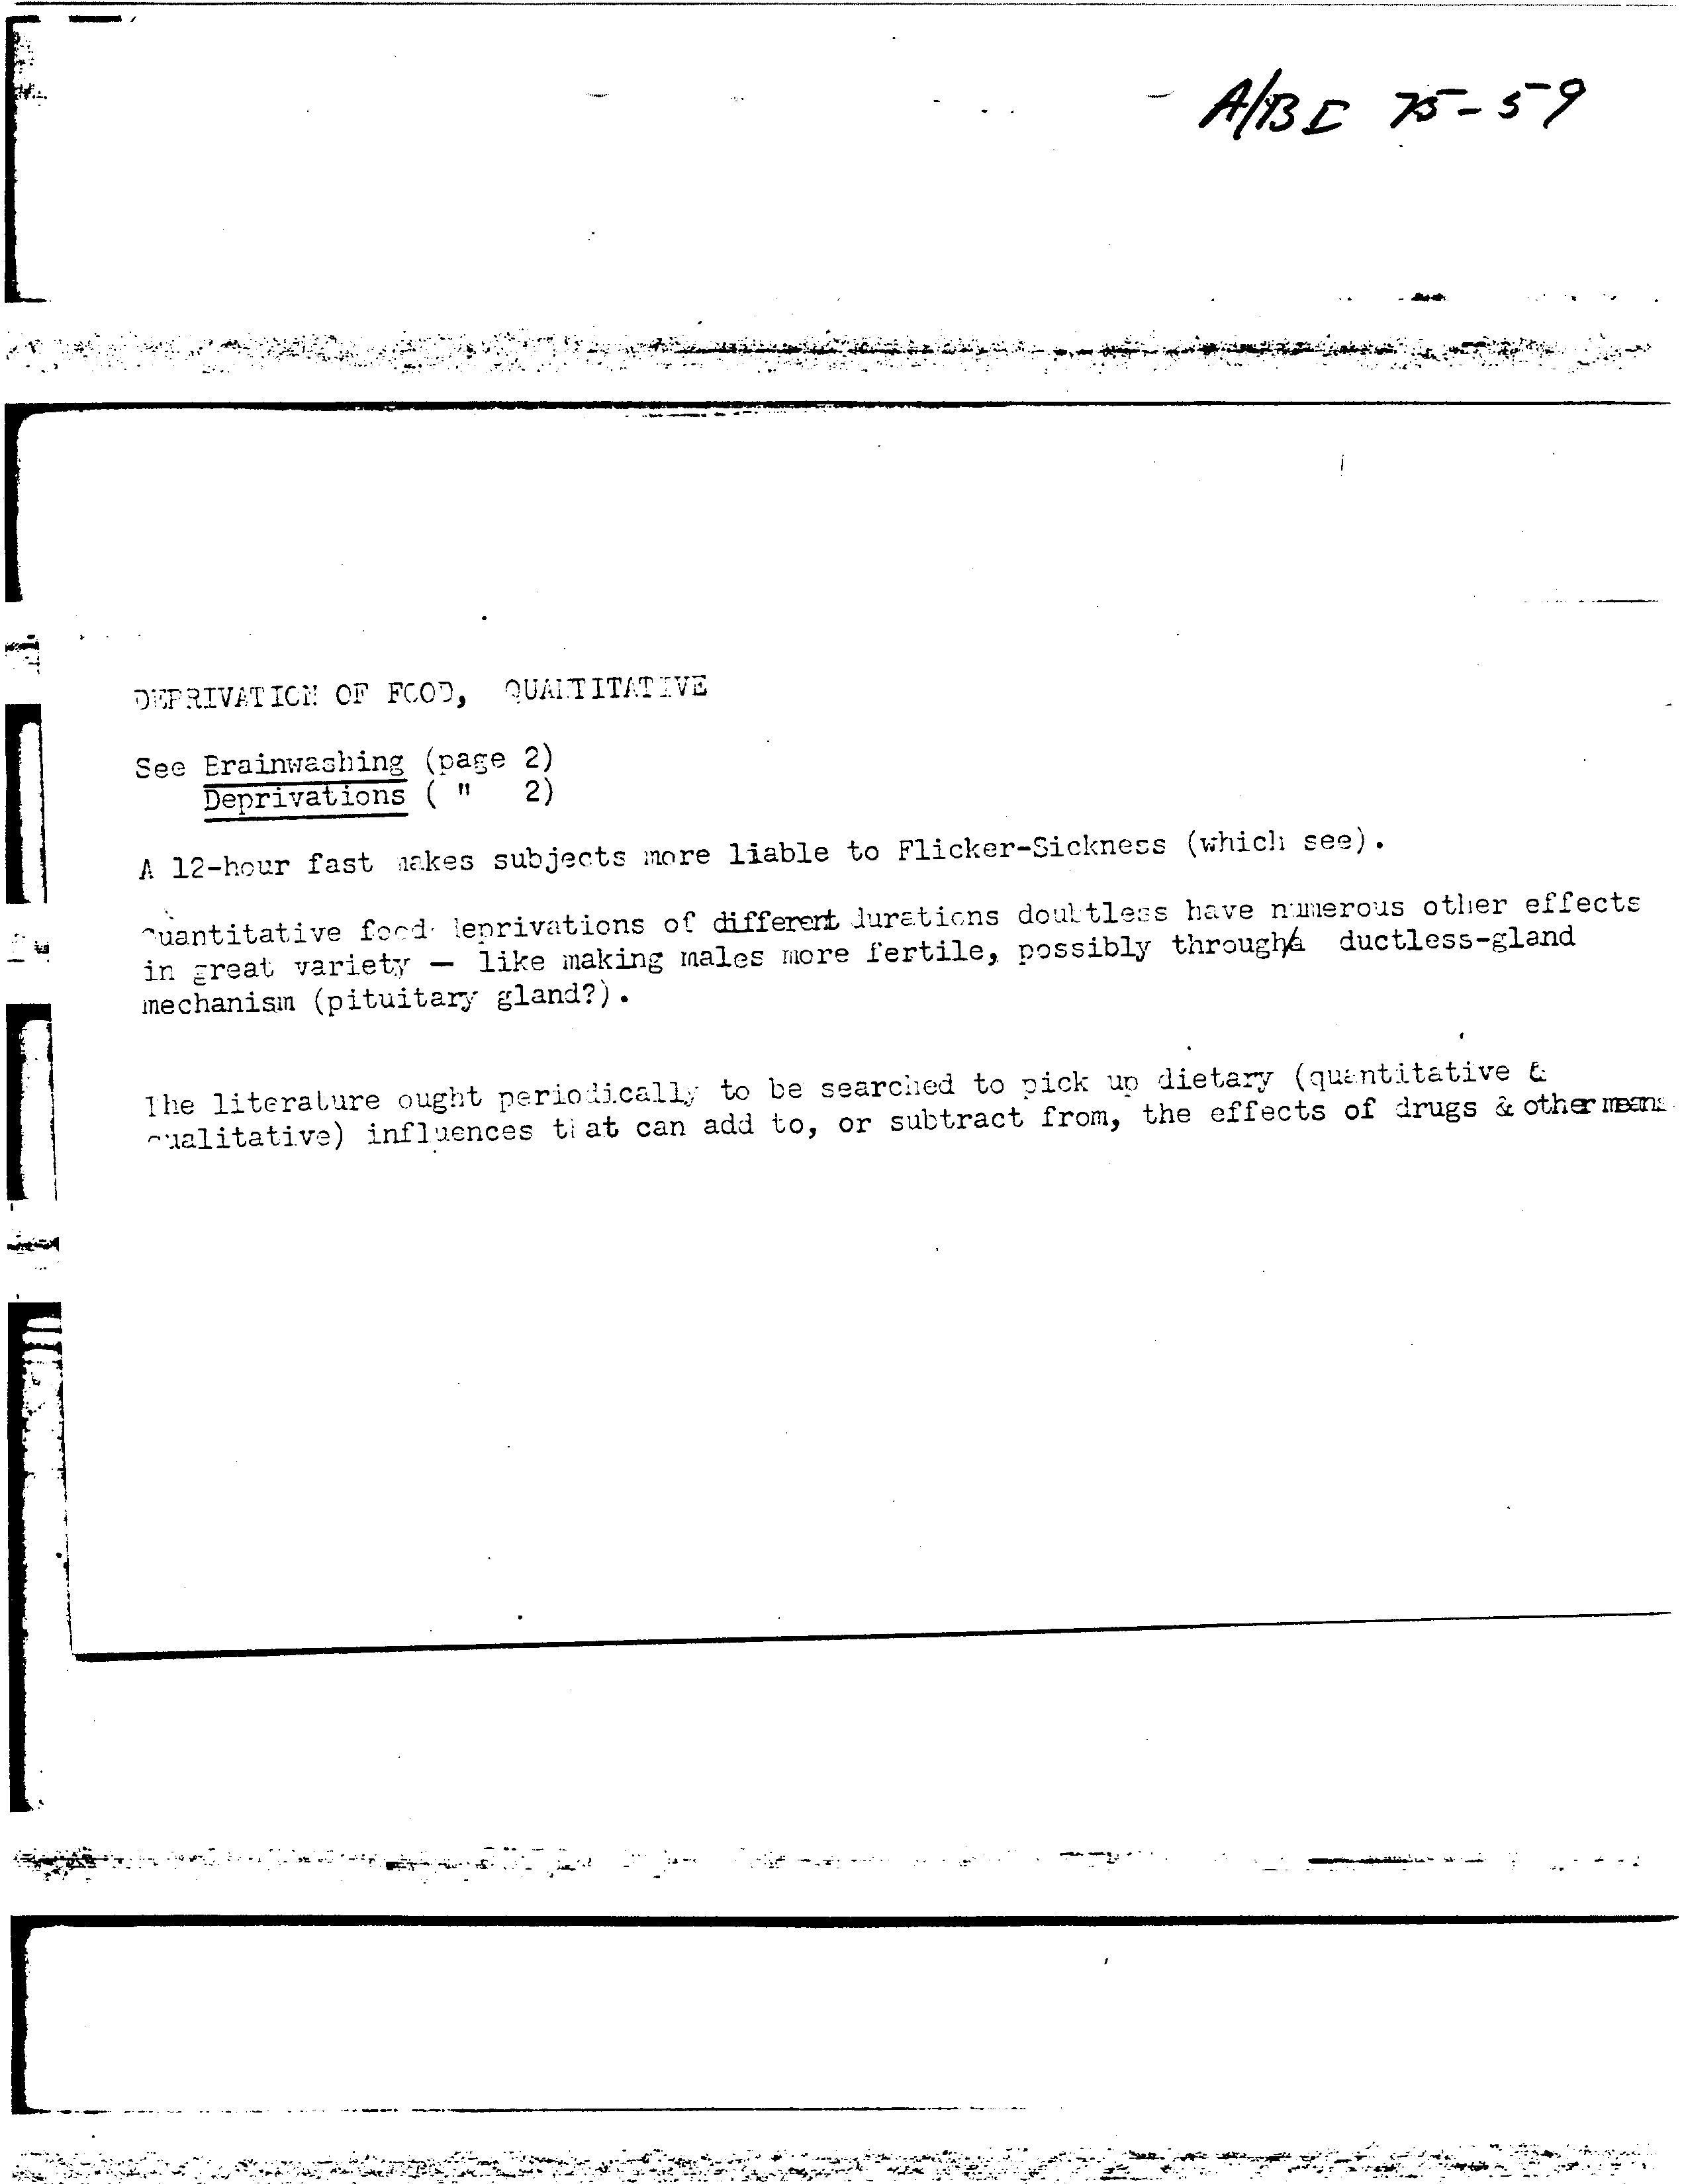 A/BE 75-59
DEPRIVATION OF FOOD, QUANTITATIVE
See Brainwashing (page 2)
Deprivations ( " 2)
A 12-hour fast makes subjects more liable to Flicker-Sickness (which see).
Quantitative food deprivations of different durations doubtless have numerous other effects
in great variety — like making males more fertile, possibly through a ductless-gland
mechanism (pituitary gland?).
The literature ought periodically to be searched to pick up dietary (quantitative &
qualitative) influences that can add to, or subtract from, the effects of drugs & other means